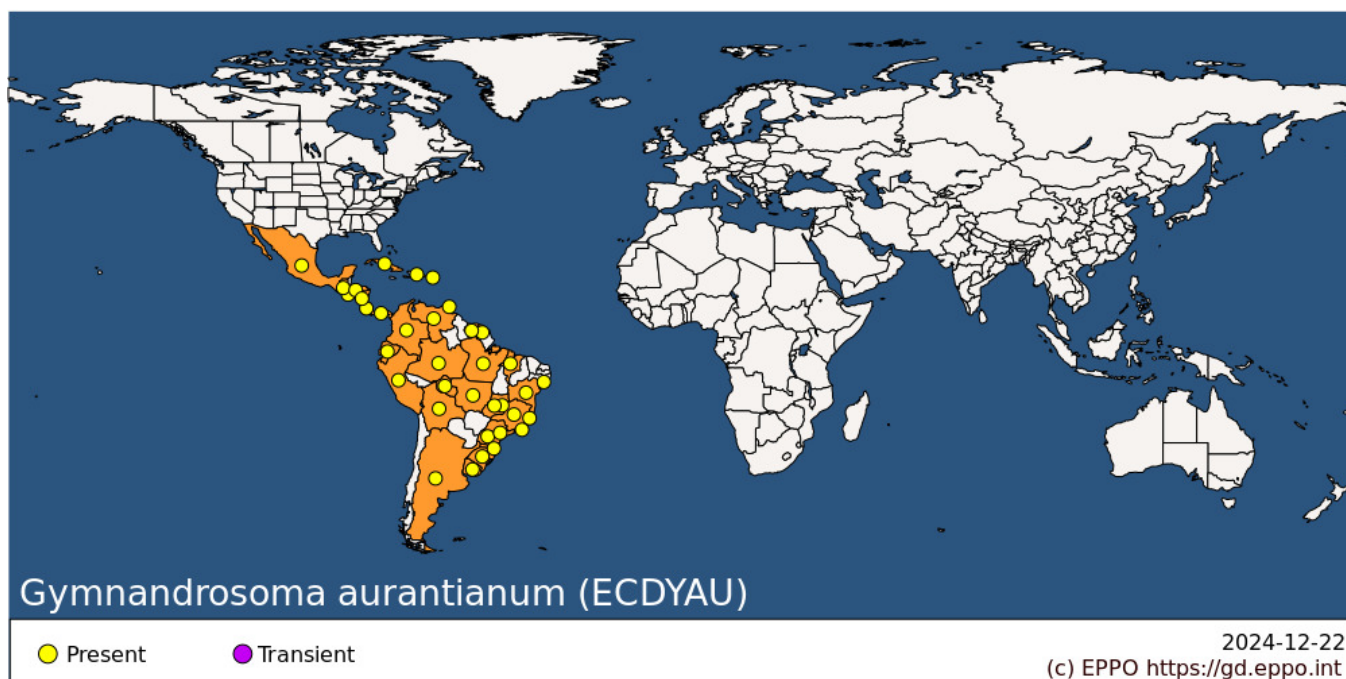 Gymnandrosoma aurantianum (ECDYAU)
Present
Transient
2024-12-22
(c) EPPO https://gd.eppo.int